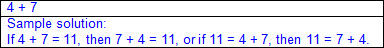 4 + 7
Sample solution:
If 4 + 7 = 11, then 7 + 4 = 11, or if 11 = 4 + 7, then 11 = 7 + 4.